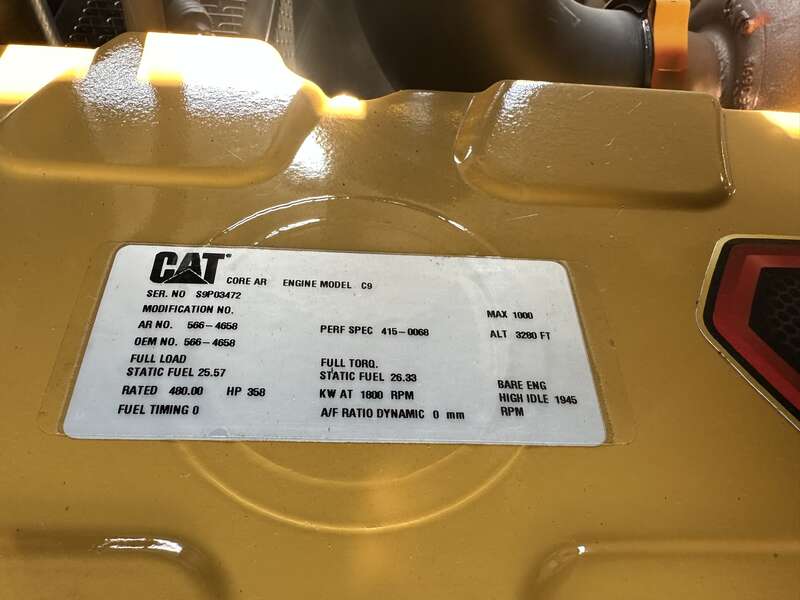 CAT CORE AR ENGINE MODEL C9
SER. NO S9P03472
MODIFICATION NO. MAX 1000
AR NO. 566-4658 PERF SPEC 415-0068 ALT 3280 FT
OEM NO. 566-4658
FULL LOAD FULL TORQ.
STATIC FUEL 25.57 STATIC FUEL 26.33 BARE ENG
RATED 480.00 HP 358 KW AT 1800 RPM HIGH IDLE 1945
FUEL TIMING 0 A/F RATIO DYNAMIC 0 mm RPM